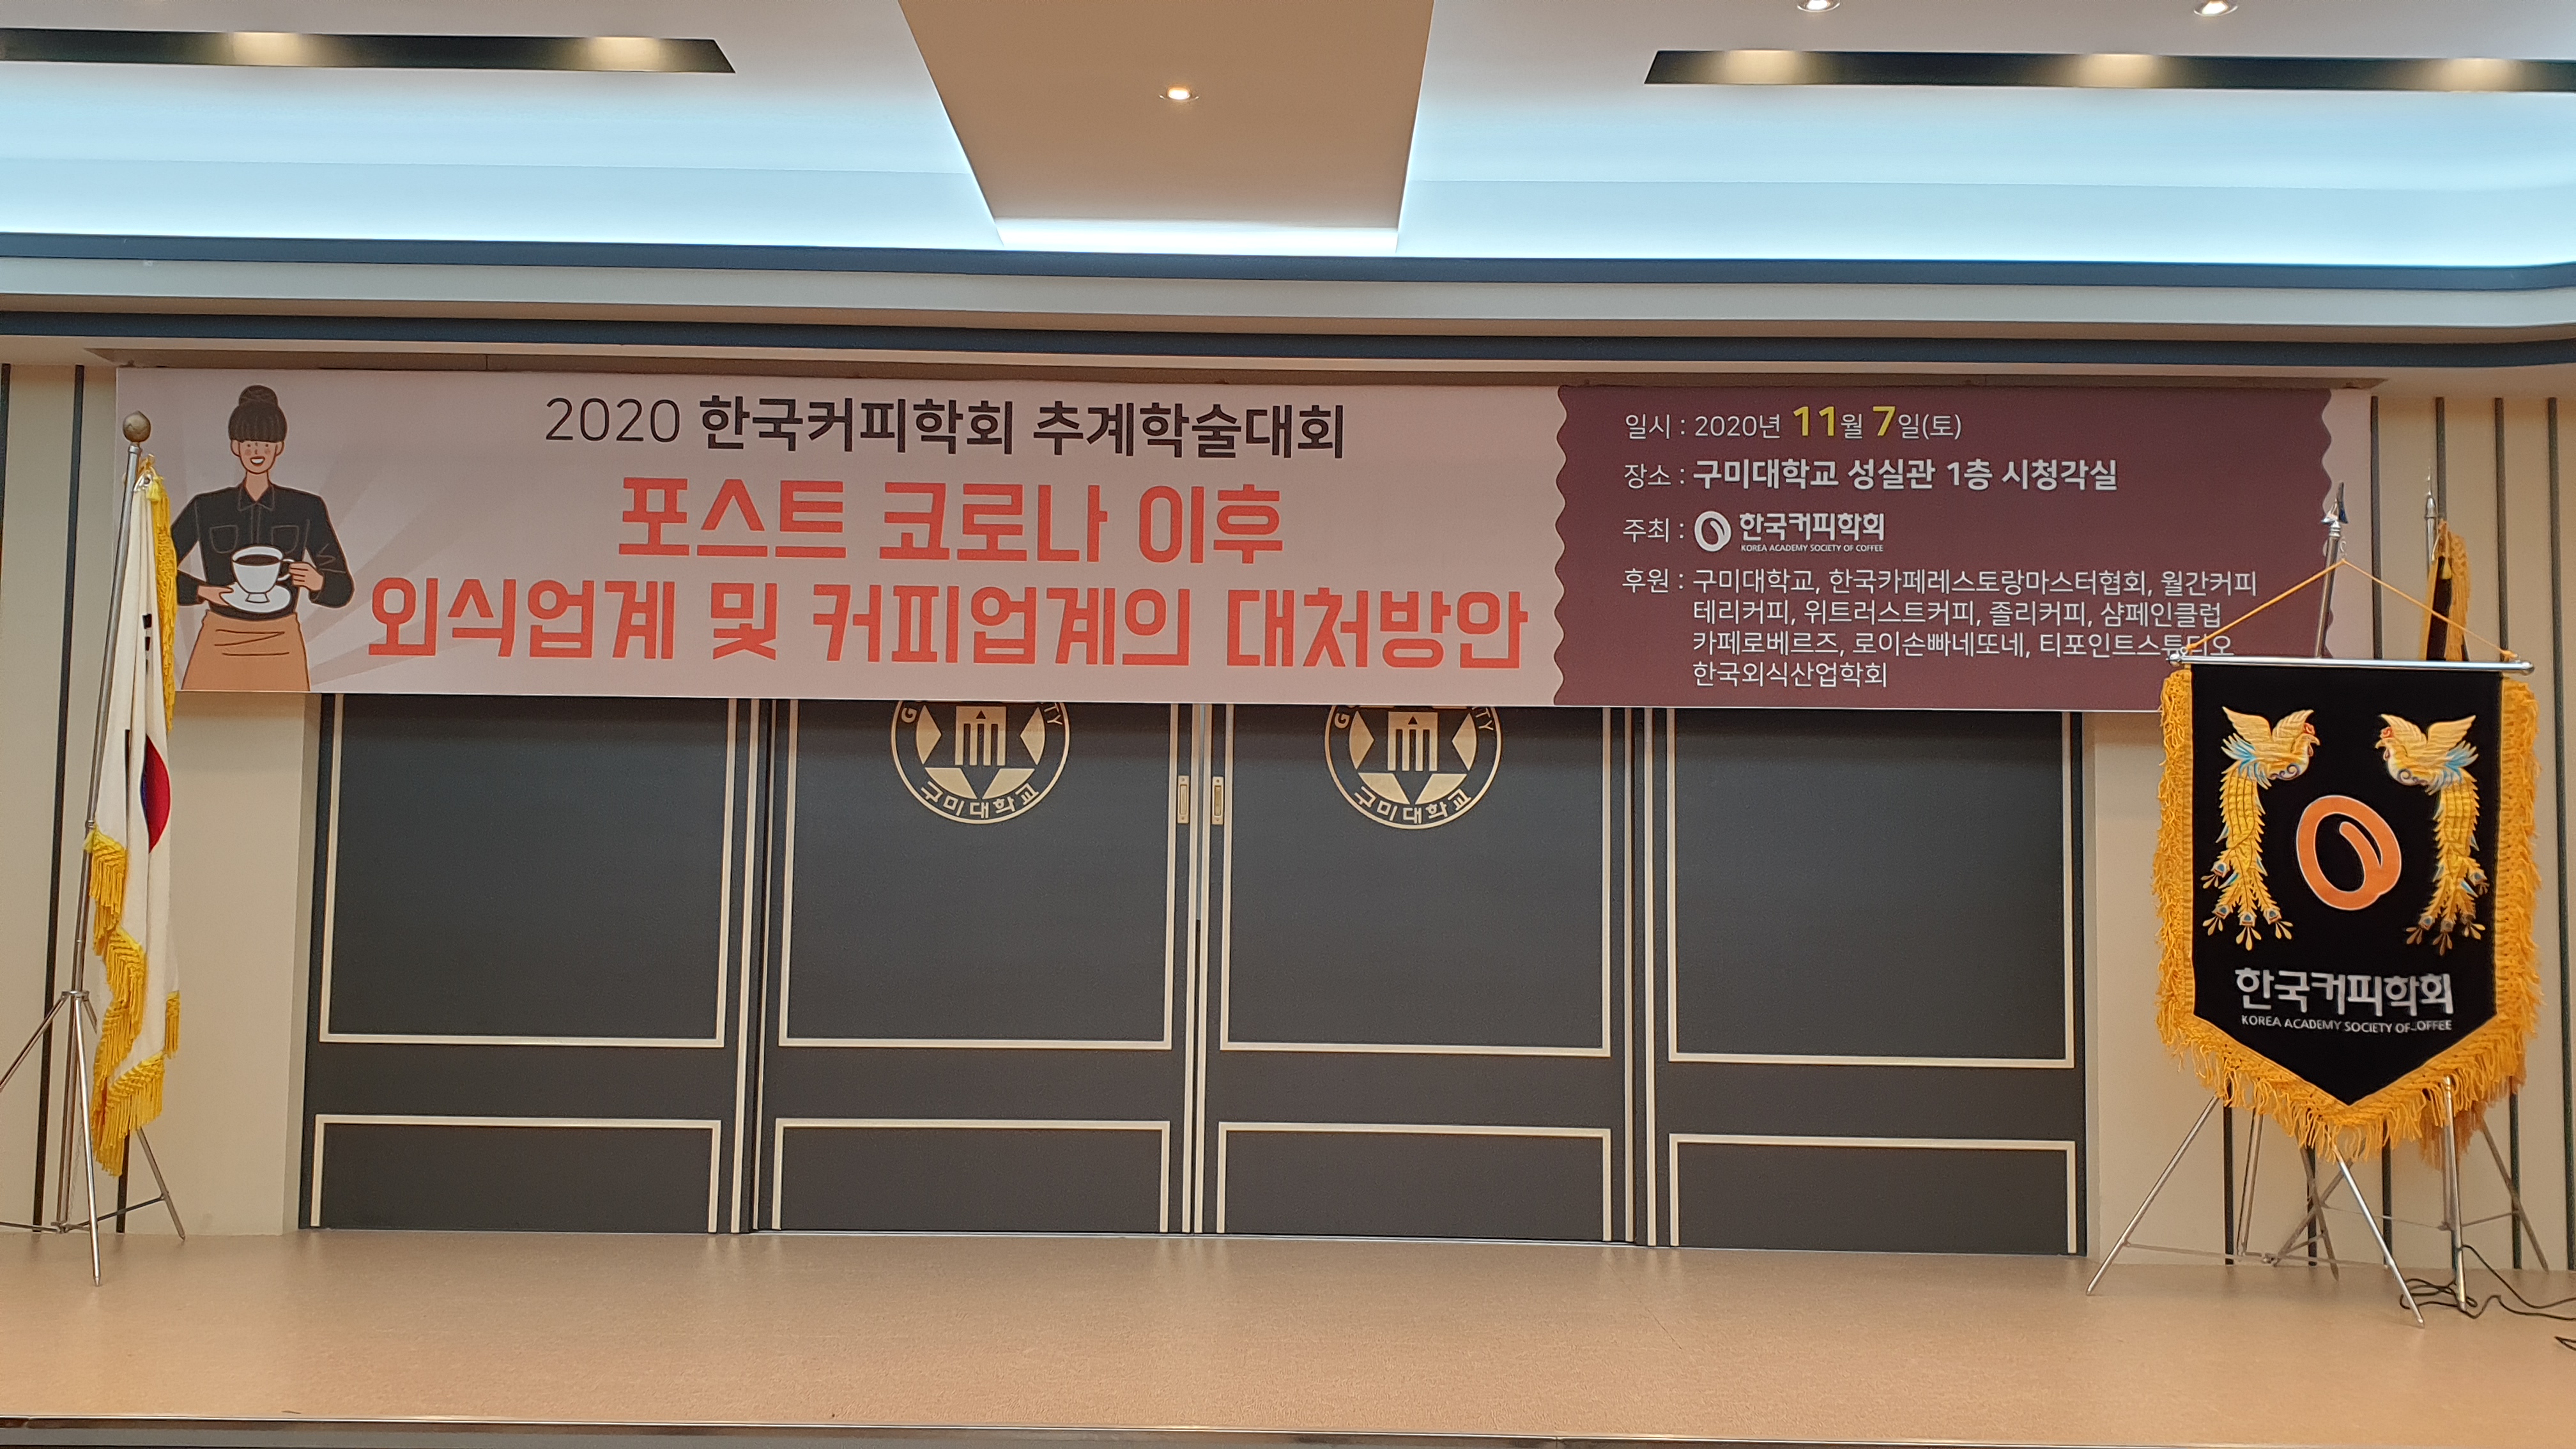 2020 한국커피학회 추계학술대회
포스트 코로나 이후
외식업계 및 커피업계의 대처방안
일시 : 2020년 11월 7일(토)
장소 : 구미대학교 성실관 1층 시청각실
주최 : 한국커피학회
KOREA ACADEMY SOCIETY OF COFFEE
후원 : 구미대학교, 한국카페레스토랑마스터협회, 월간커피
테리커피, 위트러스트커피, 졸리커피, 샴페인클럽
카페로베르즈, 로이손빠네또네, 티포인트스튜디오
한국외식산업학회
구미대학교
구미대학교
한국커피학회
KOREA ACADEMY SOCIETY OF